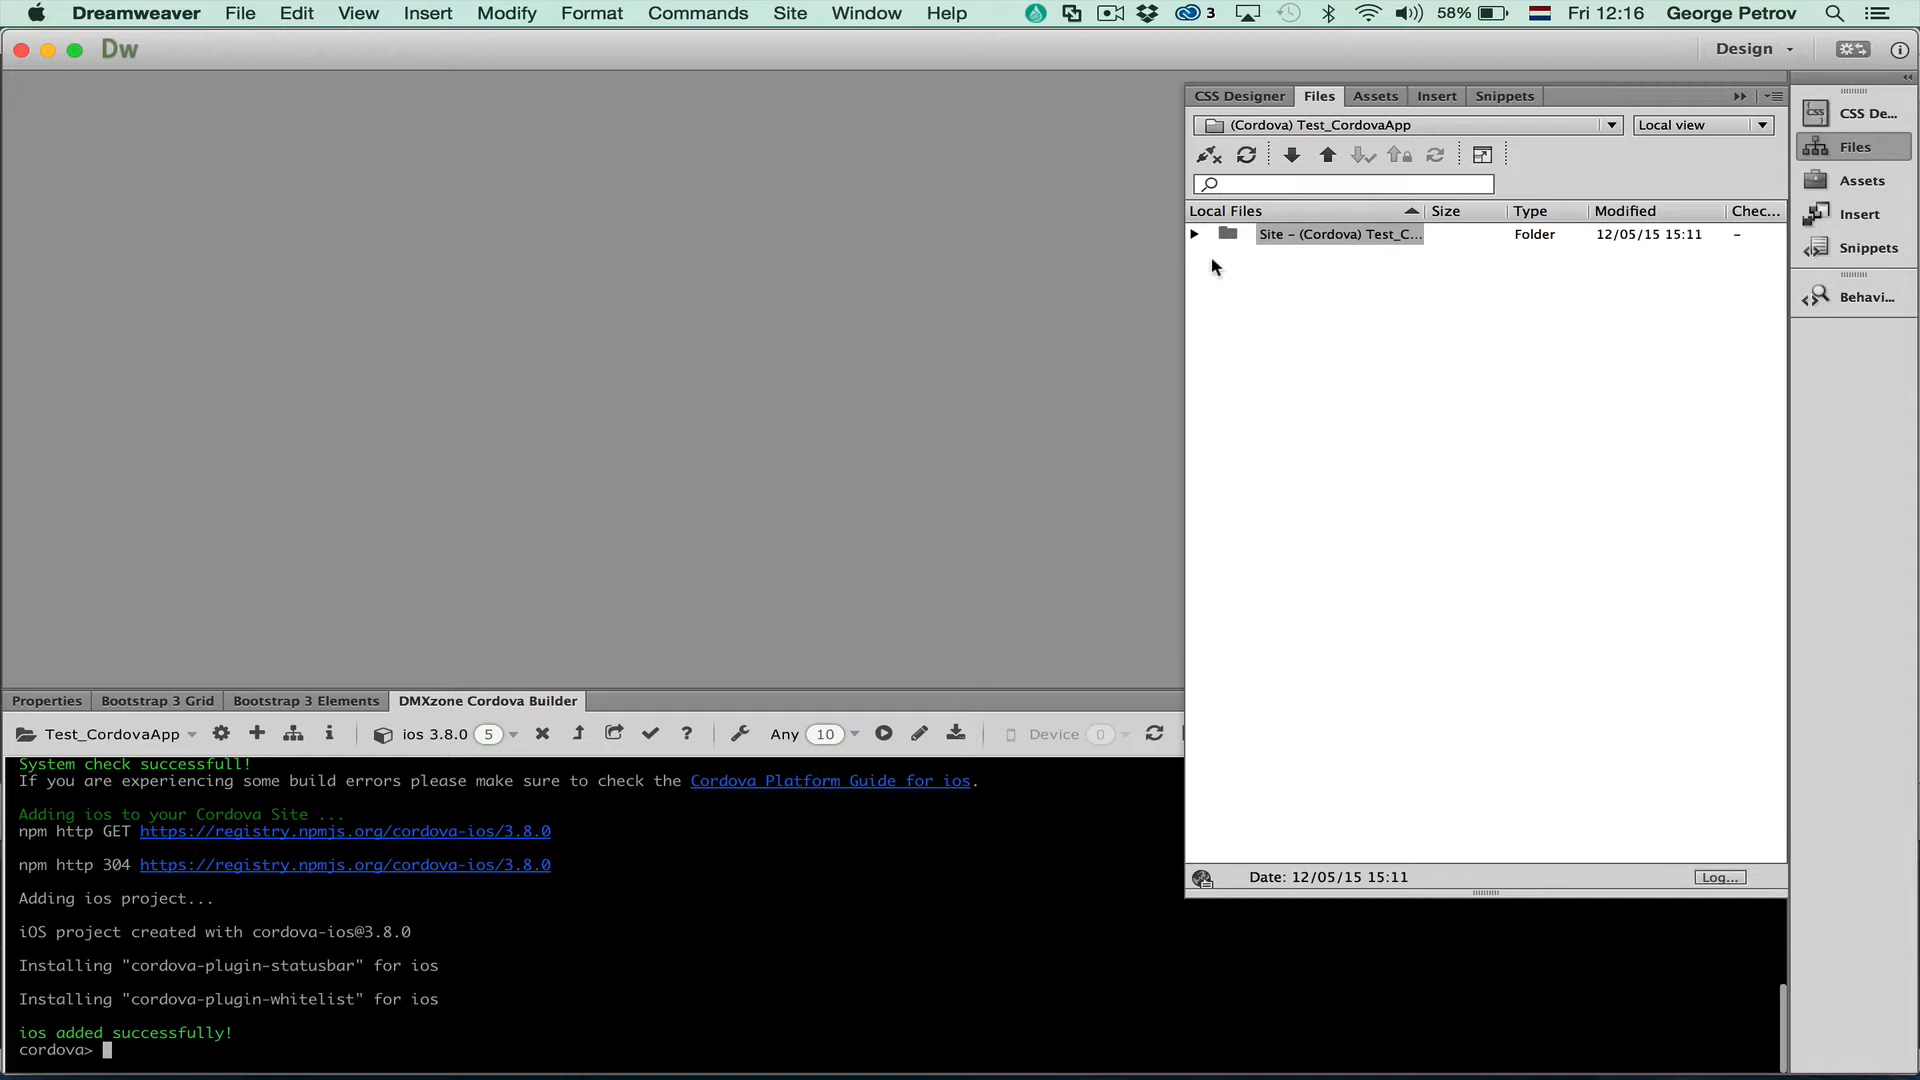 Dreamweaver File Edit View Insert Modify Format Commands Site Window Help 3 58% Fri 12:16 George Petrov
Dw Design
CSS Designer Files Assets Insert Snippets
(Cordova) Test_CordovaApp Local view
Local Files Size Type Modified Chec...
Site – (Cordova) Test_C... Folder 12/05/15 15:11 –
Date: 12/05/15 15:11 Log...
CSS CSS De...
Files
Assets
Insert
Snippets
Behavi...
Properties Bootstrap 3 Grid Bootstrap 3 Elements DMXzone Cordova Builder
Test_CordovaApp ios 3.8.0 5 Any 10 Device 0
System check successfull!
If you are experiencing some build errors please make sure to check the Cordova Platform Guide for ios.
Adding ios to your Cordova Site ...
npm http GET https://registry.npmjs.org/cordova-ios/3.8.0
npm http 304 https://registry.npmjs.org/cordova-ios/3.8.0
Adding ios project...
iOS project created with cordova-ios@3.8.0
Installing "cordova-plugin-statusbar" for ios
Installing "cordova-plugin-whitelist" for ios
ios added successfully!
cordova>